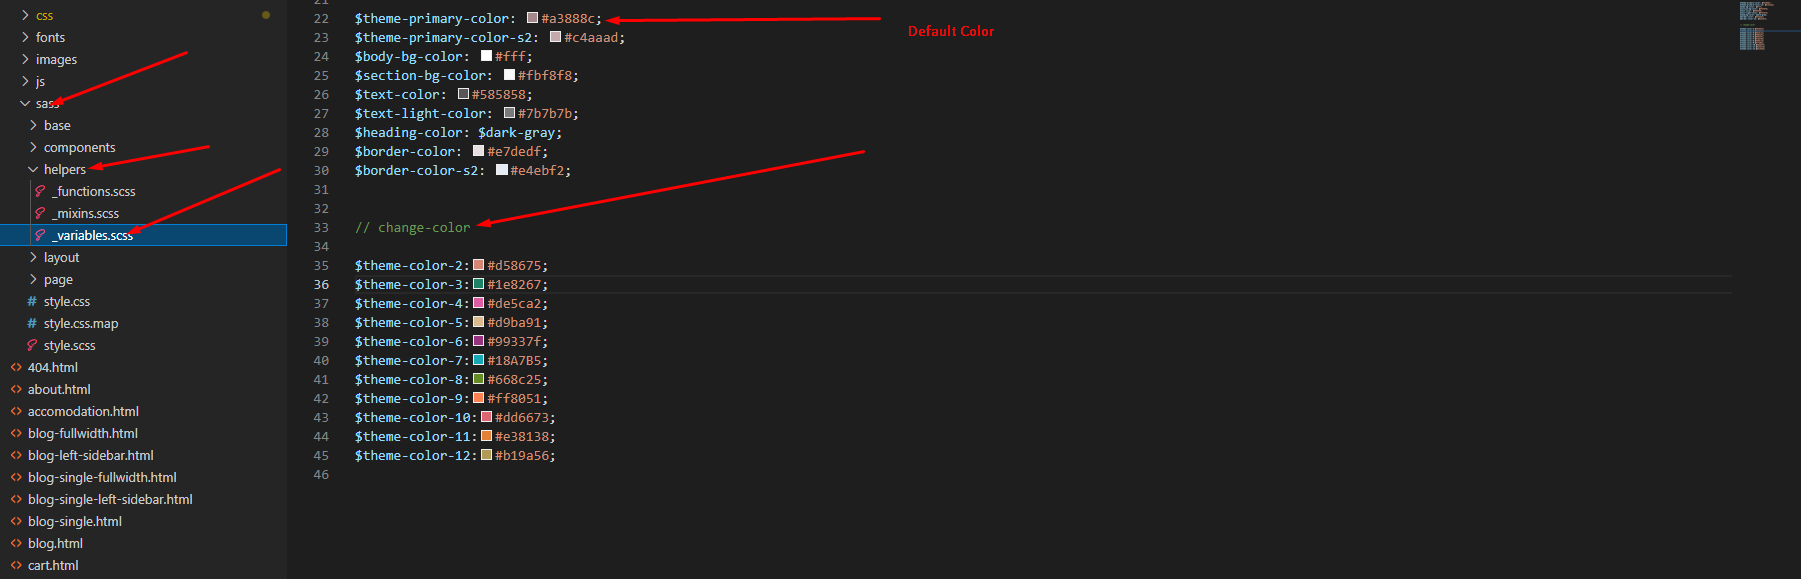 css
fonts
images
js
sass
base
components
helpers
_functions.scss
_mixins.scss
_variables.scss
layout
page
# style.css
# style.css.map
style.scss
<> 404.html
<> about.html
<> accomodation.html
<> blog-fullwidth.html
<> blog-left-sidebar.html
<> blog-single-fullwidth.html
<> blog-single-left-sidebar.html
<> blog-single.html
<> blog.html
<> cart.html
21
22 $theme-primary-color: #a3888c;
Default Color
23 $theme-primary-color-s2: #c4aaad;
24 $body-bg-color: #fff;
25 $section-bg-color: #fbf8f8;
26 $text-color: #585858;
27 $text-light-color: #7b7b7b;
28 $heading-color: $dark-gray;
29 $border-color: #e7dedf;
30 $border-color-s2: #e4ebf2;
31
32
33 // change-color
34
35 $theme-color-2: #d58675;
36 $theme-color-3: #1e8267;
37 $theme-color-4: #de5ca2;
38 $theme-color-5: #d9ba91;
39 $theme-color-6: #99337f;
40 $theme-color-7: #18A7B5;
41 $theme-color-8: #668c25;
42 $theme-color-9: #ff8051;
43 $theme-color-10: #dd6673;
44 $theme-color-11: #e38138;
45 $theme-color-12: #b19a56;
46